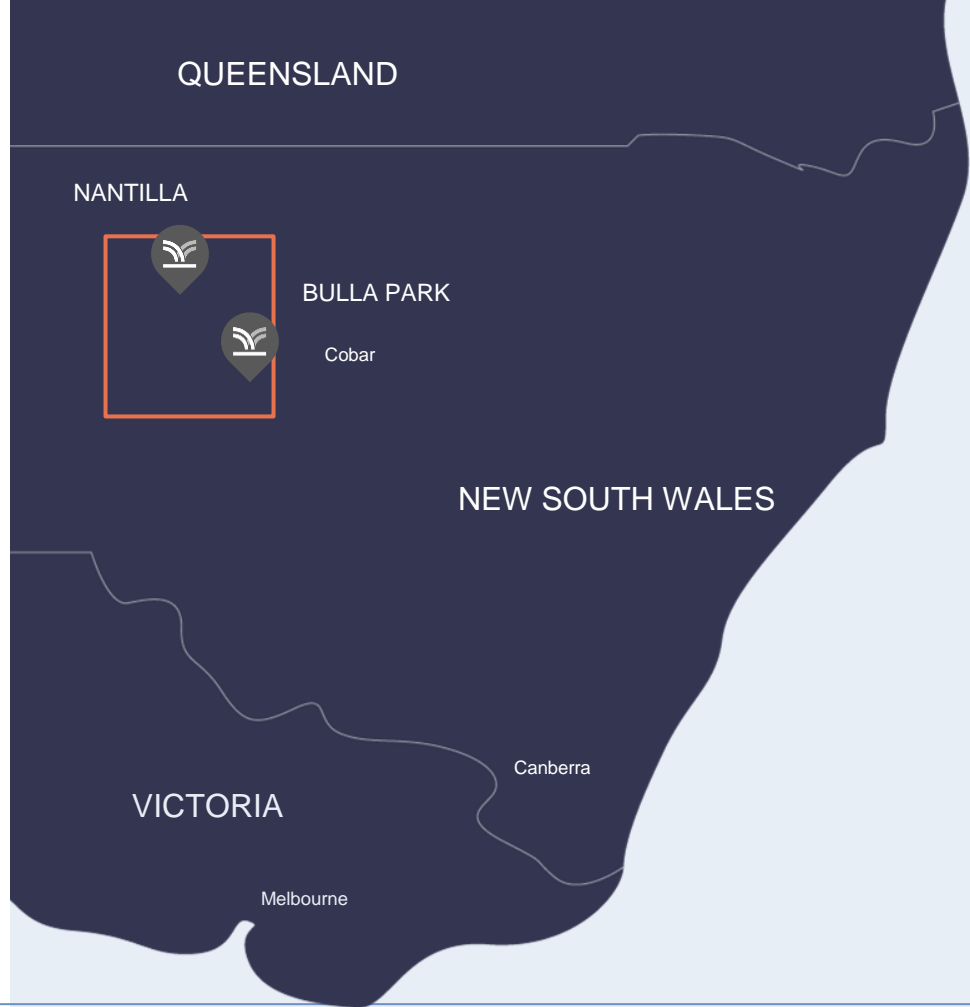 QUEENSLAND
NANTILLA
BULLA PARK
Cobar
NEW SOUTH WALES
Canberra
VICTORIA
Melbourne